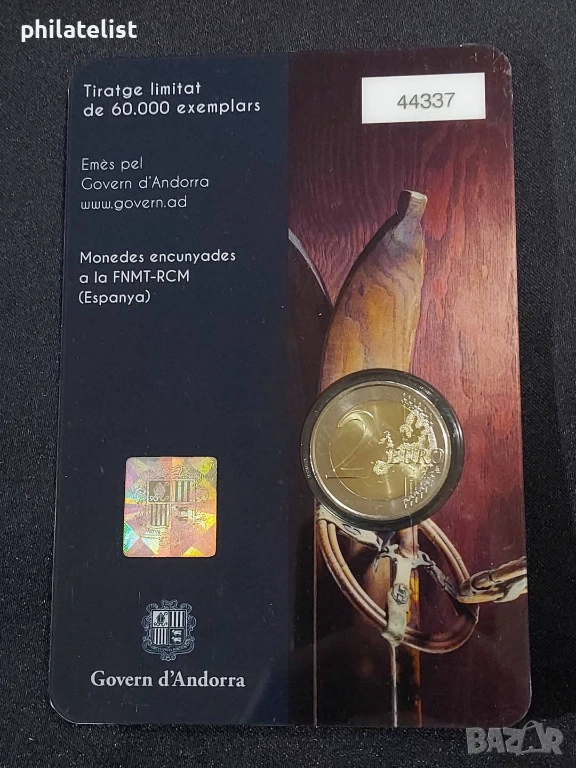 philatelist
Tiratge limitat
de 60.000 exemplars
44337
Emès pel
Govern d'Andorra
www.govern.ad
Monedes encunyades
a la FNMT-RCM
(Espanya)
2 EURO
Govern d'Andorra
BAZAR